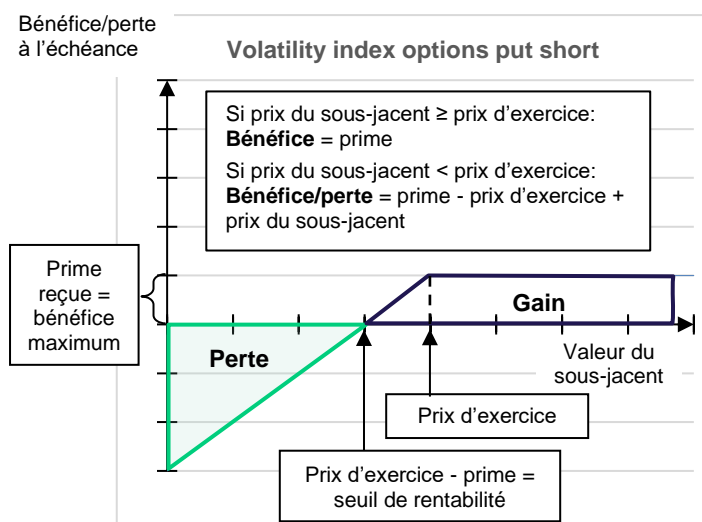 Bénéfice/perte
à l'échéance
Volatility index options put short
Si prix du sous-jacent ≥ prix d'exercice:
Bénéfice = prime
Si prix du sous-jacent < prix d'exercice:
Bénéfice/perte = prime - prix d'exercice +
prix du sous-jacent
Prime
reçue =
bénéfice
maximum
Gain
Perte
Valeur du
sous-jacent
Prix d'exercice
Prix d'exercice - prime =
seuil de rentabilité